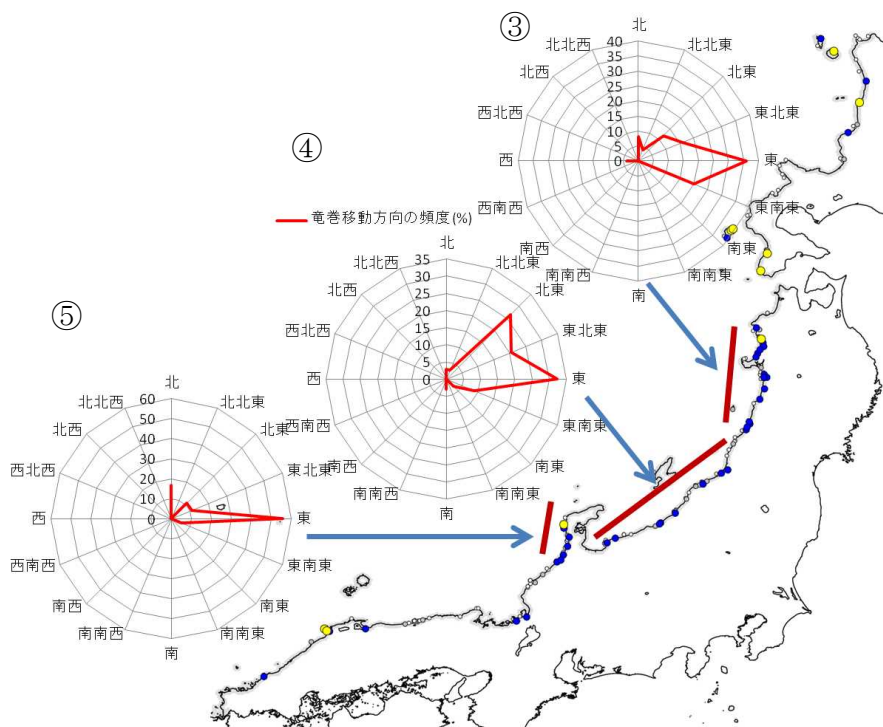 ③
北
北北西
北北東
北西
北東
西北西
東北東
西
東
西南西
東南東
南西
南東
南南西
南南東
南
40
35
30
25
20
15
10
5
0
④
竜巻移動方向の頻度(%)
北
北北西
北北東
北西
北東
西北西
東北東
西
東
西南西
東南東
南西
南東
南南西
南南東
南
35
30
25
20
15
10
5
0
⑤
北
北北西
北北東
北西
北東
西北西
東北東
西
東
西南西
東南東
南西
南東
南南西
南南東
南
60
50
40
30
20
10
0